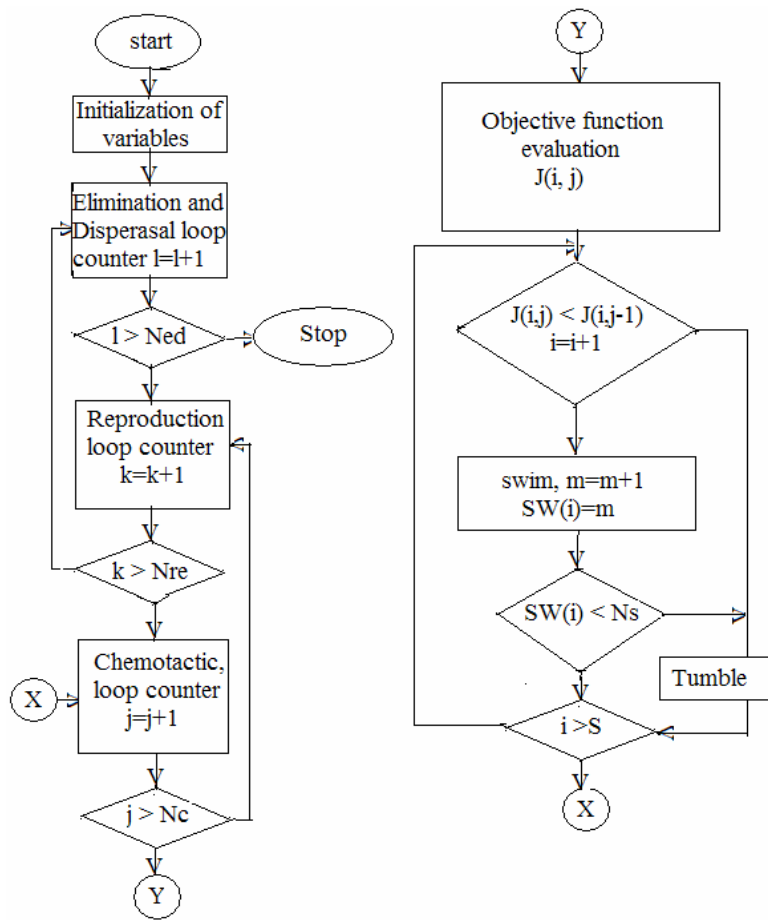 start
Initialization of
variables
Elimination and
Disperasal loop
counter l=l+1
l > Ned
Stop
Reproduction
loop counter
k=k+1
k > Nre
X
Chemotactic,
loop counter
j=j+1
j > Nc
Y
Y
Objective function
evaluation
J(i, j)
J(i,j) < J(i,j-1)
i=i+1
swim, m=m+1
SW(i)=m
SW(i) < Ns
Tumble
i >S
X